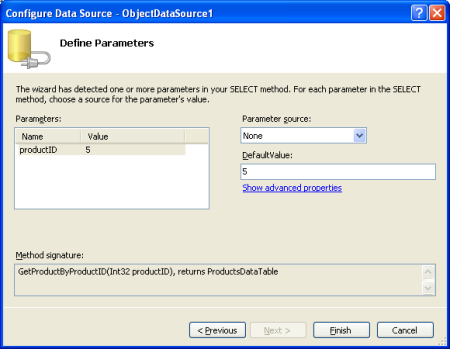 Configure Data Source - ObjectDataSource1
Define Parameters
The wizard has detected one or more parameters in your SELECT method. For each parameter in the SELECT
method, choose a source for the parameter's value.
Parameters:
Name Value
productID 5
Parameter source:
None
DefaultValue:
5
Show advanced properties
Method signature:
GetProductByProductID(Int32 productID), returns ProductsDataTable
< Previous Next > Finish Cancel